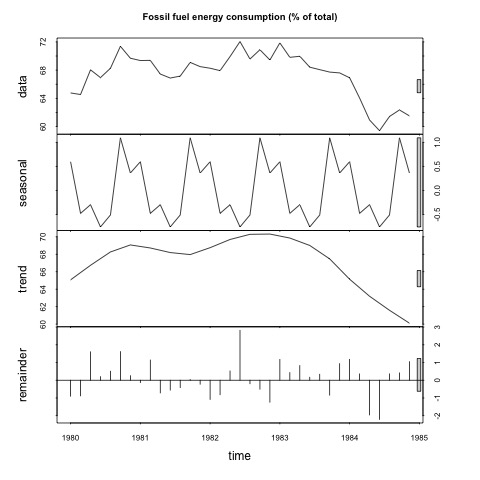 Fossil fuel energy consumption (% of total)
data
60 64 68 72
seasonal
-0.5 0.0 0.5 1.0
trend
60 62 64 66 68 70
remainder
-2 -1 0 1 2 3
1980 1981 1982 1983 1984 1985
time